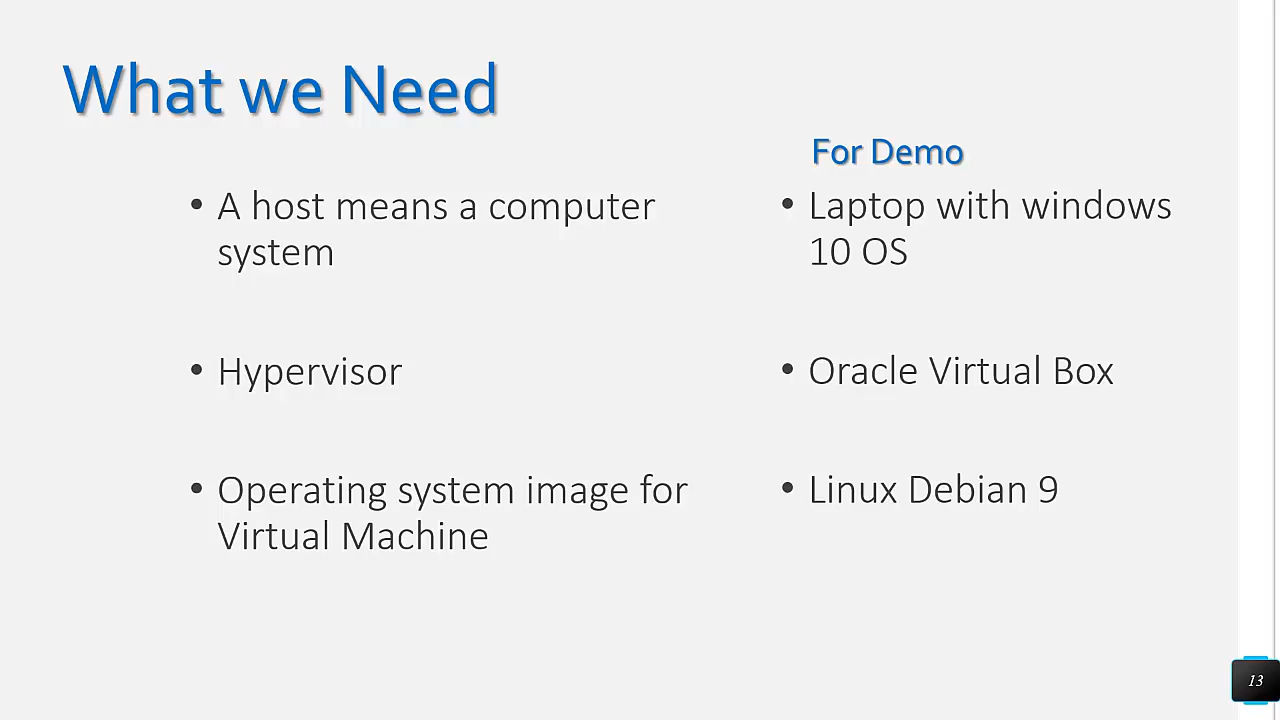 What we Need
For Demo
• A host means a computer
system
• Hypervisor
• Operating system image for
Virtual Machine
• Laptop with windows
10 OS
• Oracle Virtual Box
• Linux Debian 9
13